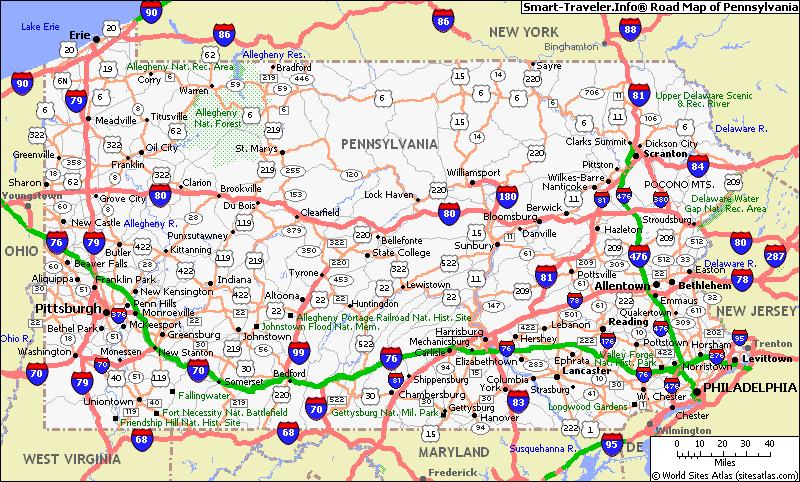 Smart-Traveler.Info® Road Map of Pennsylvania
Lake Erie
Erie
NEW YORK
Binghamton
Allegheny Res.
Allegheny Nat. Rec. Area
Bradford
Sayre
Corry
Warren
Upper Delaware Scenic
& Rec. River
Meadville
Titusville
Allegheny
Nat. Forest
Delaware R.
Clarks Summit
Dickson City
Scranton
Oil City
St. Marys
PENNSYLVANIA
Greenville
Franklin
Pittston
Williamsport
Wilkes-Barre
Nanticoke
POCONO MTS.
Sharon
Clarion
Brookville
Lock Haven
Grove City
Du Bois
Youngstown
Clearfield
Berwick
Bloomsburg
Stroudsburg
Delaware Water
Gap Nat. Rec. Area
New Castle
Allegheny R.
Punxsutawney
Bellefonte
Danville
Hazleton
OHIO
Butler
Kittanning
State College
Sunbury
Beaver Falls
Delaware R.
Aliquippa
Franklin Park
Indiana
Tyrone
Pottsville
Easton
New Kensington
Altoona
Lewistown
Allentown
Bethlehem
Penn Hills
Huntingdon
Emmaus
Pittsburgh
Monroeville
Allegheny Portage Railroad Nat. Hist. Site
Quakertown
NEW JERSEY
McKeesport
Johnstown Flood Nat. Mem.
Lebanon
Reading
Ohio R.
Bethel Park
Greensburg
Johnstown
Harrisburg
Hershey
Pottstown
Horsham
Trenton
Washington
Monessen
New Stanton
Mechanicsburg
Carlisle
Elizabethtown
Ephrata
Valley Forge
Nat. Hist. Park
Norristown
Levittown
Somerset
Bedford
Shippensburg
Columbia
Lancaster
PHILADELPHIA
Uniontown
Fallingwater
Chambersburg
York
Strasburg
W. Chester
Fort Necessity Nat. Battlefield
Gettysburg Nat. Mil. Park
Gettysburg
Longwood Gardens
Chester
Friendship Hill Nat. Hist. Site
Hanover
Wilmington
WEST VIRGINIA
MARYLAND
Susquehanna R.
DE
Frederick
0 10 20 30 40
Miles
© World Sites Atlas (sitesatlas.com)